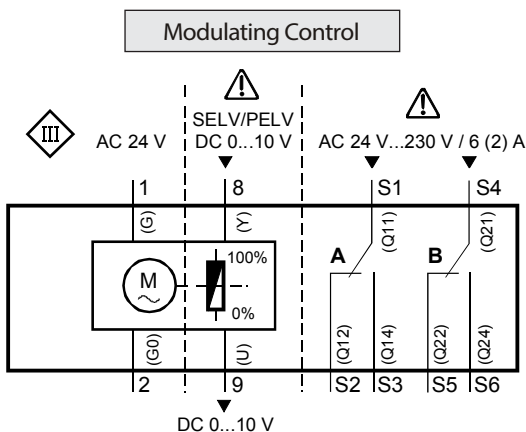 Modulating Control
III
AC 24 V
SELV/PELV
DC 0...10 V
AC 24 V...230 V / 6 (2) A
1
8
S1
S4
(G)
(Y)
(Q11)
(Q21)
M
~
100%
0%
A
B
(G0)
(U)
(Q12)
(Q14)
(Q22)
(Q24)
2
9
S2
S3
S5
S6
DC 0...10 V